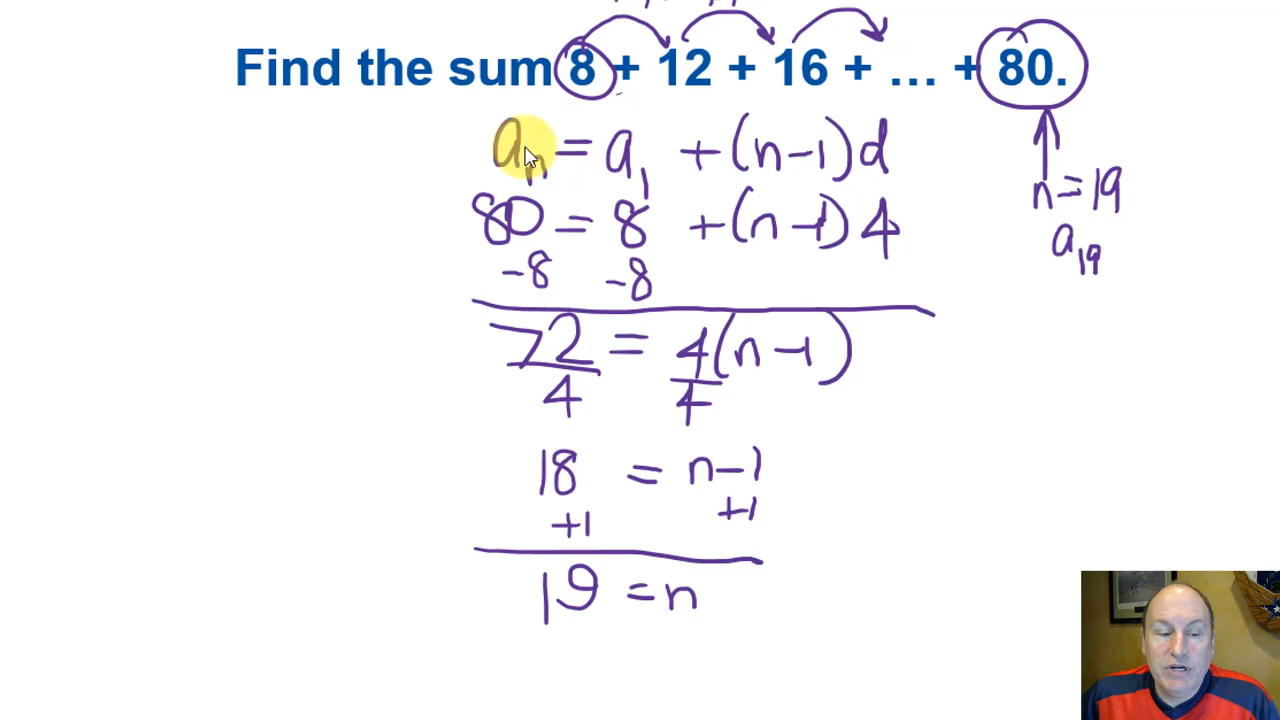 Find the sum 8 + 12 + 16 + … + 80.
aₙ = a₁ + (n-1)d
80 = 8 + (n-1)4
-8 -8
n=19
a₁₉
72 = 4(n-1)
4 4
18 = n-1
+1 +1
19 = n